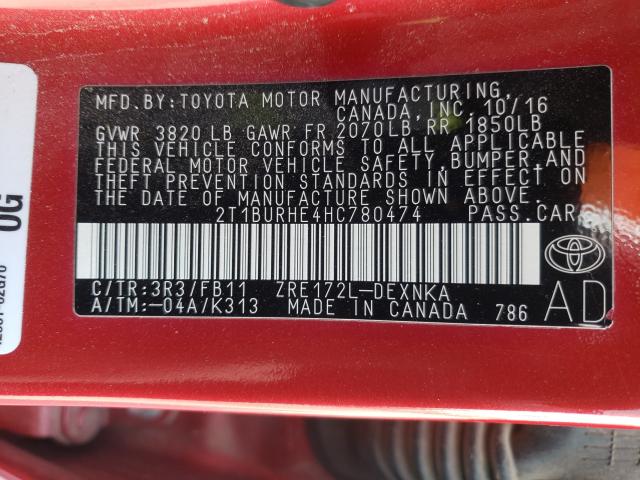 MFD.BY:TOYOTA MOTOR MANUFACTURING,
CANADA, INC. 10/16
GVWR 3820 LB GAWR FR 2070LB RR 1850LB
THIS VEHICLE CONFORMS TO ALL APPLICABLE
FEDERAL MOTOR VEHICLE SAFETY, BUMPER AND
THEFT PREVENTION STANDARDS IN EFFECT ON
THE DATE OF MANUFACTURE SHOWN ABOVE.
2T1BURHE4HC780474 PASS.CAR
C/TR:3R3/FB11 ZRE172L-DEXNKA
A/TM:-04A/K313 MADE IN CANADA 786
AD
0G